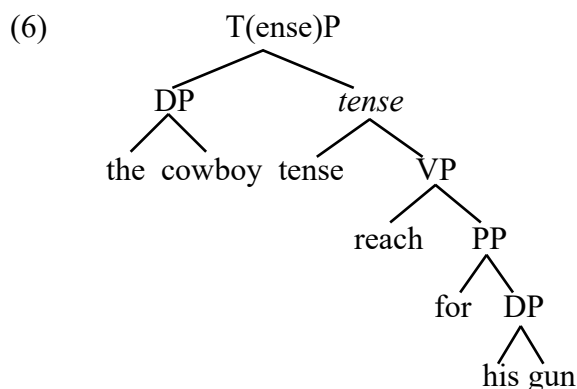 (6) T(ense)P
DP tense
the cowboy tense VP
reach PP
for DP
his gun